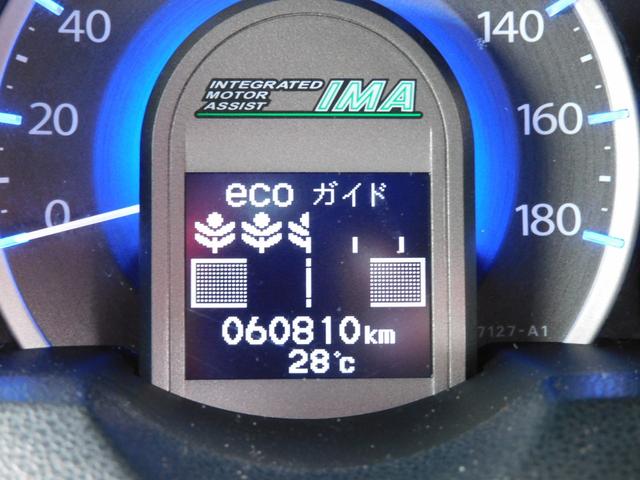 40
20
0
140
160
180
INTEGRATED
MOTOR
ASSIST
IMA
eco ガイド
060810km
28℃
7127-A1